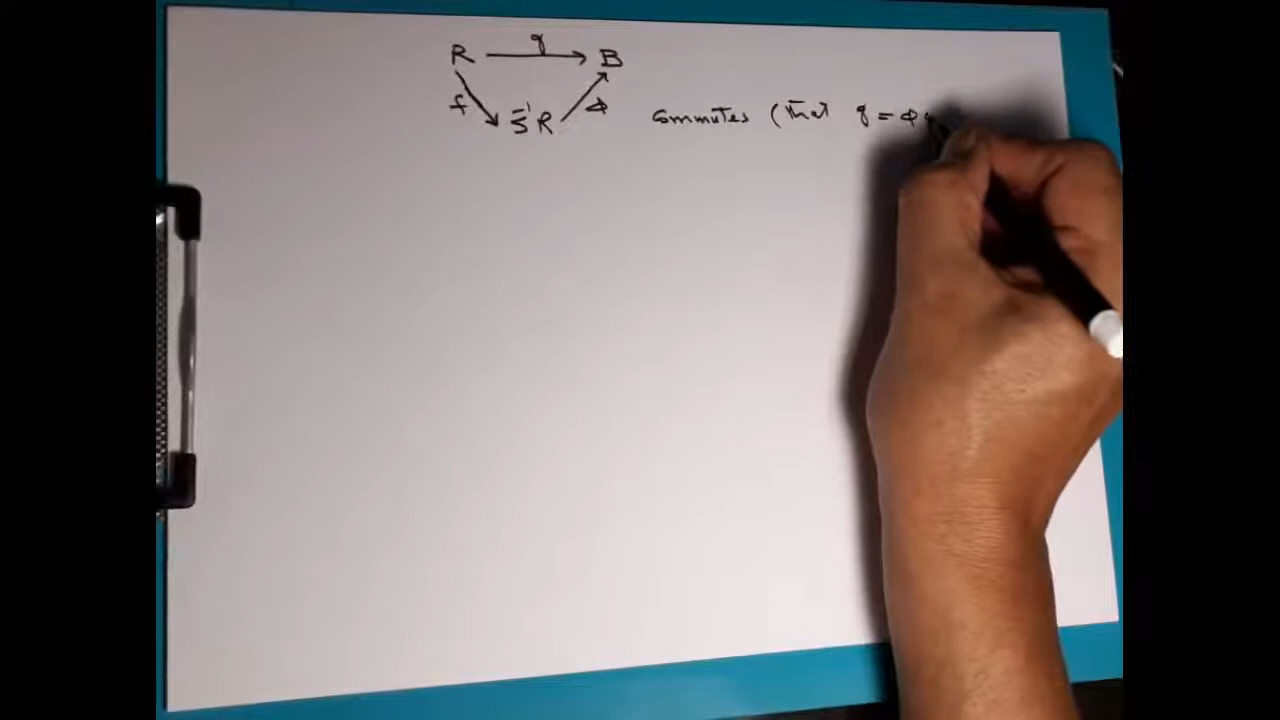 R g B
f S⁻¹R φ commutes (that g = φ